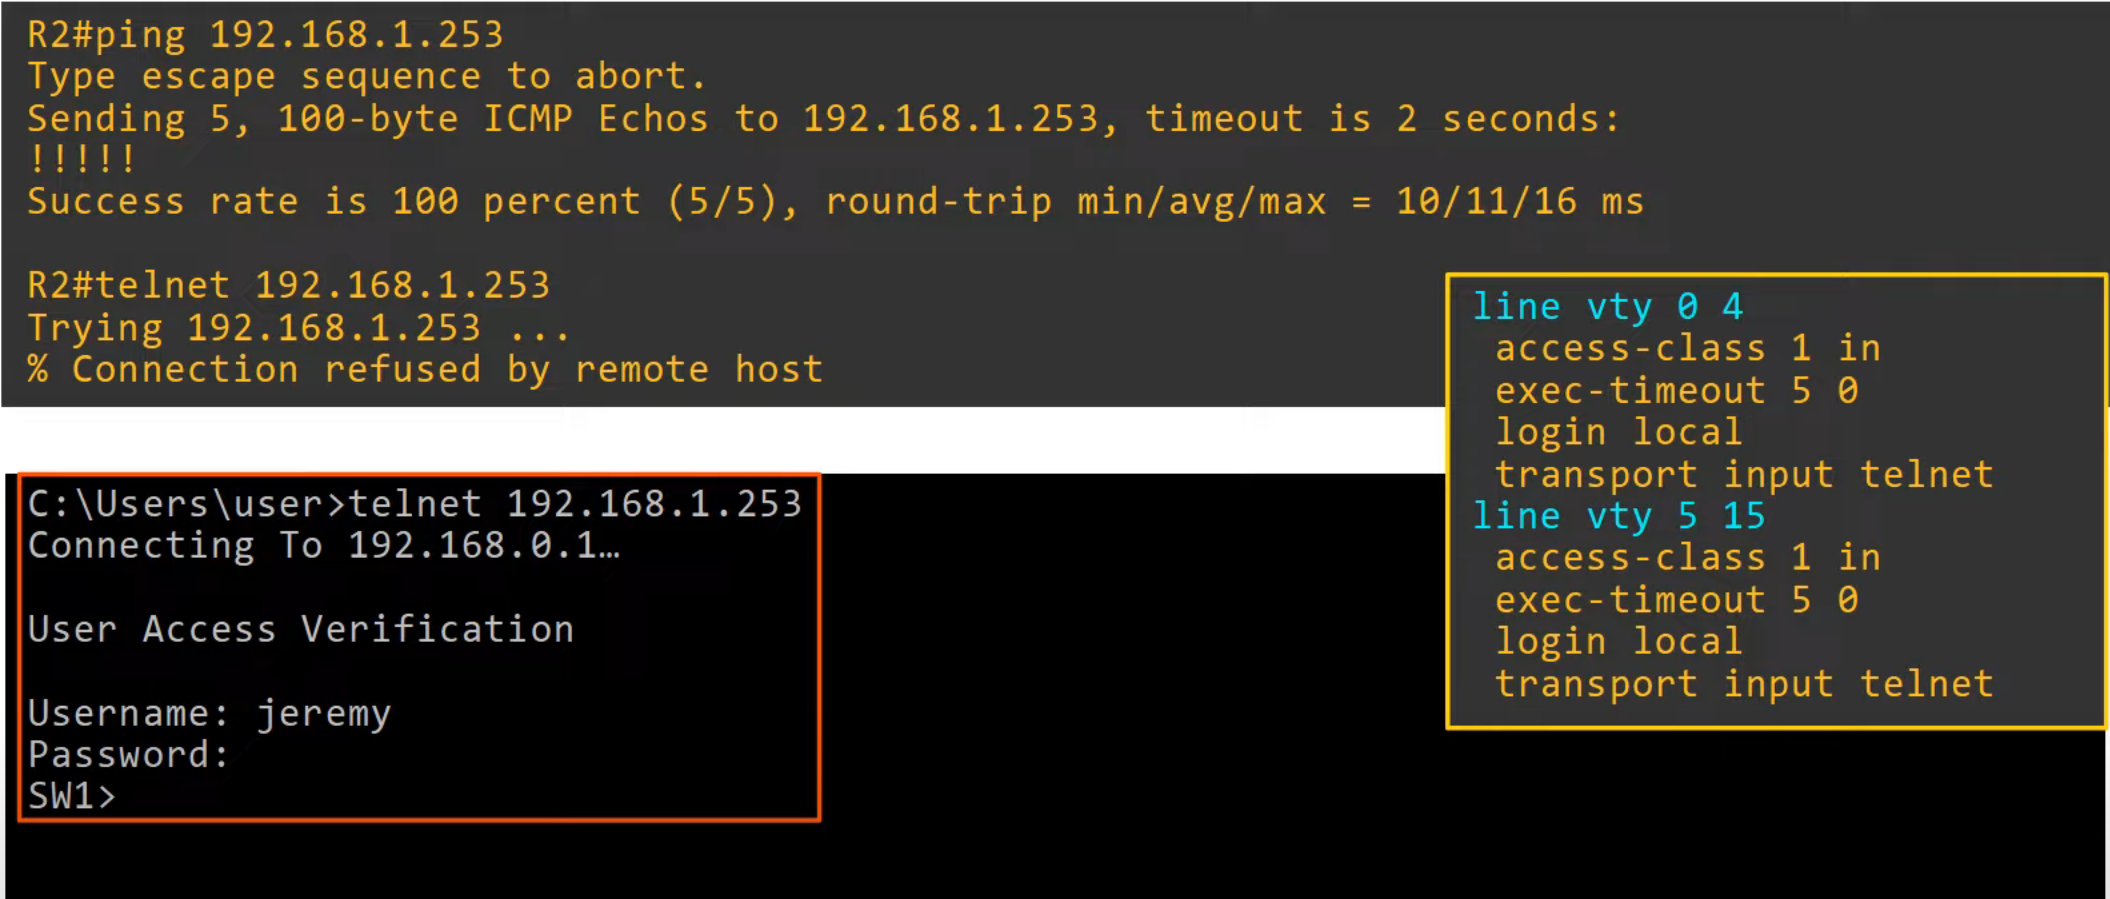 R2#ping 192.168.1.253
Type escape sequence to abort.
Sending 5, 100-byte ICMP Echos to 192.168.1.253, timeout is 2 seconds:
!!!!!
Success rate is 100 percent (5/5), round-trip min/avg/max = 10/11/16 ms
R2#telnet 192.168.1.253
Trying 192.168.1.253 ...
% Connection refused by remote host
line vty 0 4
access-class 1 in
exec-timeout 5 0
login local
transport input telnet
line vty 5 15
access-class 1 in
exec-timeout 5 0
login local
transport input telnet
C:\Users\user>telnet 192.168.1.253
Connecting To 192.168.0.1…
User Access Verification
Username: jeremy
Password:
SW1>